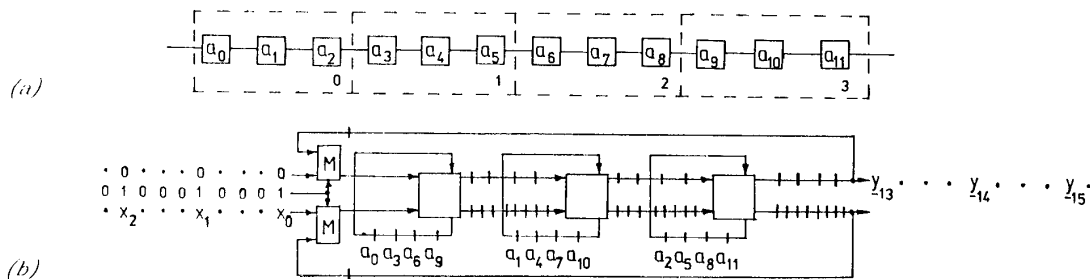 a₀ a₁ a₂ a₃ a₄ a₅ a₆ a₇ a₈ a₉ a₁₀ a₁₁
0 1 2 3
(a)
M
· 0 · · · 0 · · · 0
0 1 0 0 0 1 0 0 0 1
· x₂ · · · x₁ · · · x₀
M
y₋₁₃ · · · y₋₁₄ · · · y₋₁₅
a₀ a₃ a₆ a₉ a₁ a₄ a₇ a₁₀ a₂ a₅ a₈ a₁₁
(b)